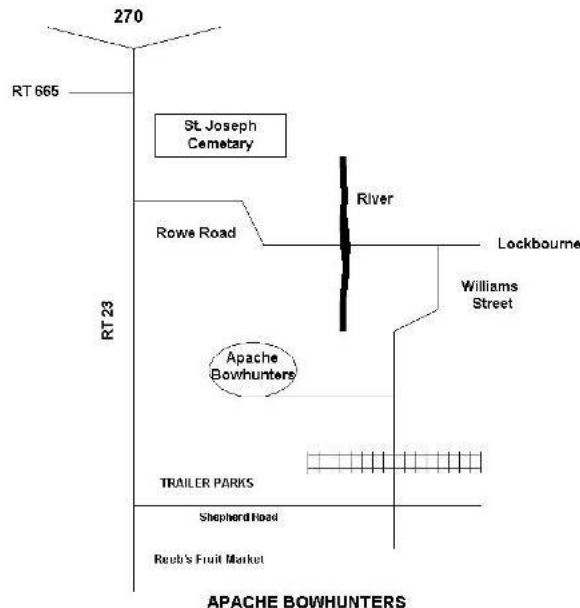 270
RT 665
St. Joseph
Cemetary
River
Rowe Road
Lockbourne
Williams
Street
RT 23
Apache
Bowhunters
TRAILER PARKS
Shepherd Road
Reeb's Fruit Market
APACHE BOWHUNTERS